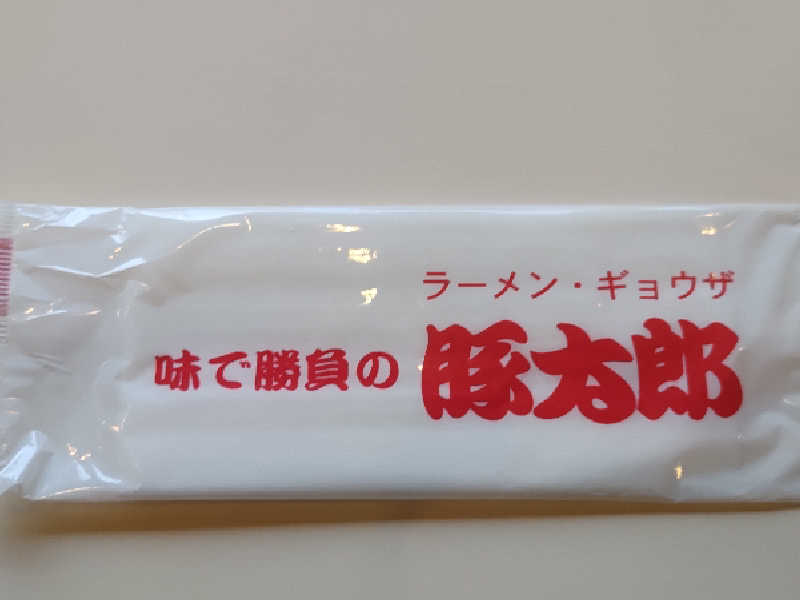 ラーメン・ギョウザ
味で勝負の 豚太郎